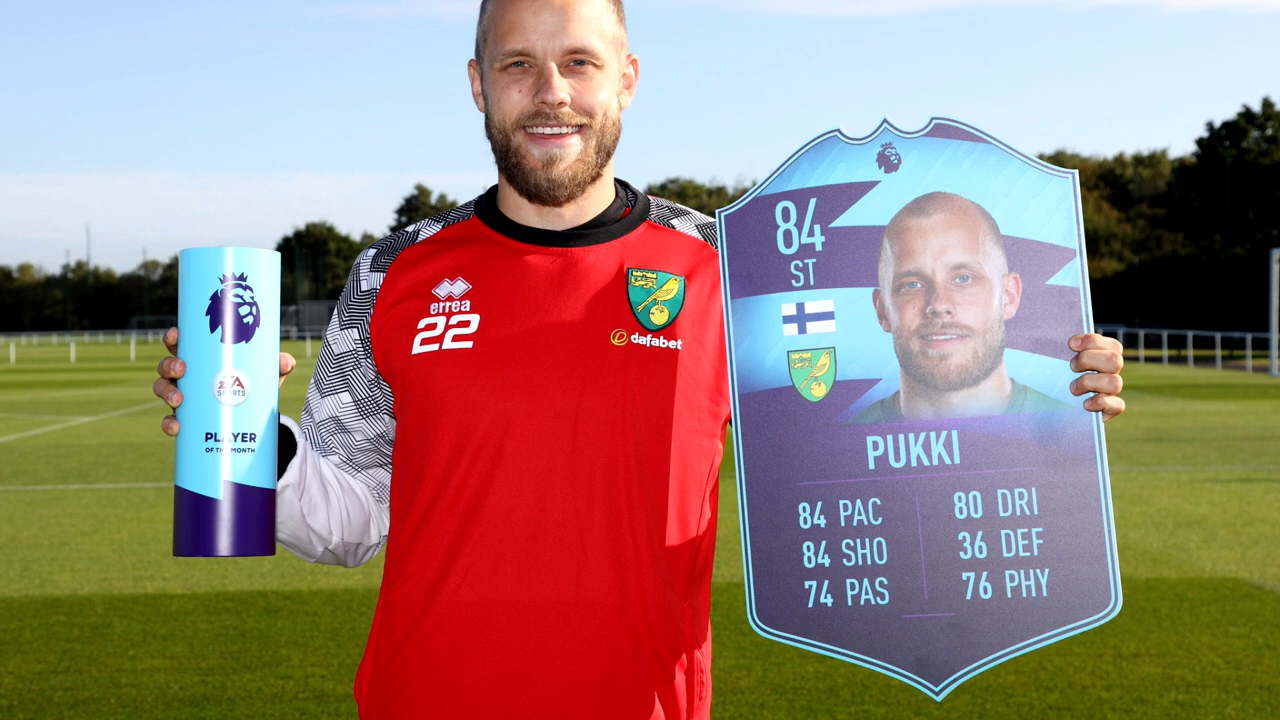 EA
SPORTS
PLAYER
OF THE MONTH
errea
22
dafabet
84
ST
PUKKI
84 PAC
84 SHO
74 PAS
80 DRI
36 DEF
76 PHY